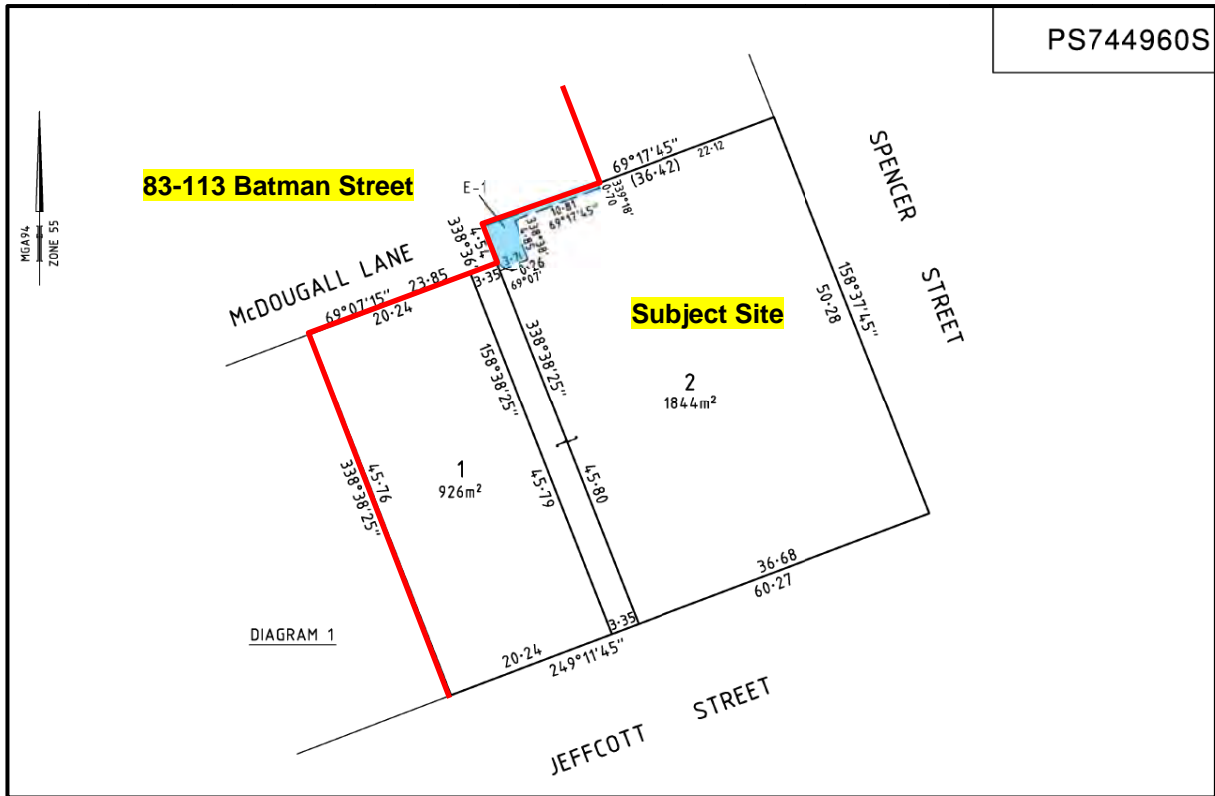 PS744960S
MGA94
ZONE 55
83-113 Batman Street
E-1
69°17'45"
(36·42)
22·12
339°18'
0·70
10·81
69°17'45"
338°38'
4·85
338°36'
4·54
0·26
69°07'
3·35
McDOUGALL LANE
69°07'15"
23·85
20·24
SPENCER STREET
158°37'45"
50·28
Subject Site
2
1844m²
338°38'25"
45·80
158°38'25"
45·79
1
926m²
45·76
338°38'25"
DIAGRAM 1
36·68
60·27
3·35
20·24
249°11'45"
JEFFCOTT STREET